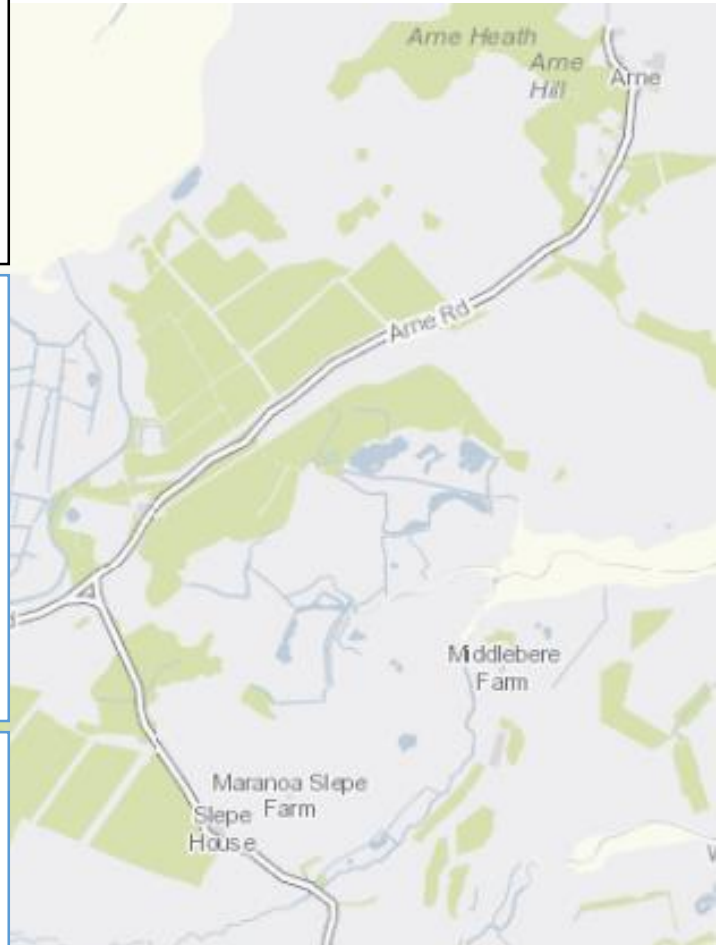 Arne Heath
Arne
Hill
Arne
Arne Rd
Middlebere
Farm
Maranoa Slepe
Farm
Slepe
House